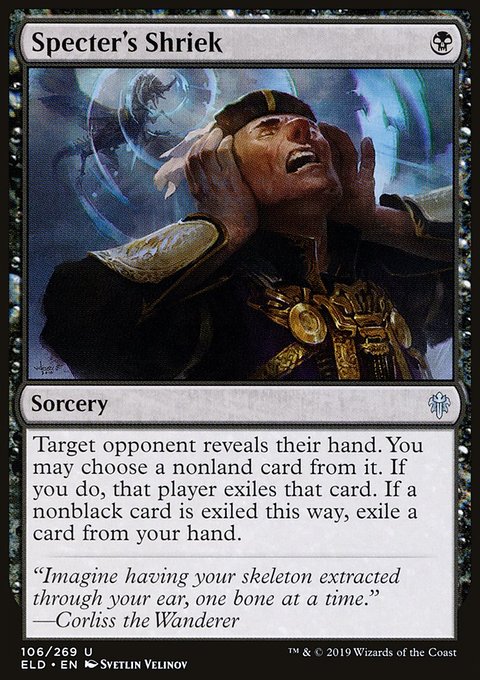 Specter's Shriek
Sorcery
Target opponent reveals their hand. You
may choose a nonland card from it. If
you do, that player exiles that card. If a
nonblack card is exiled this way, exile a
card from your hand.
“Imagine having your skeleton extracted
through your ear, one bone at a time.”
—Corliss the Wanderer
106/269 U
ELD • EN Svetlin Velinov
™ & © 2019 Wizards of the Coast